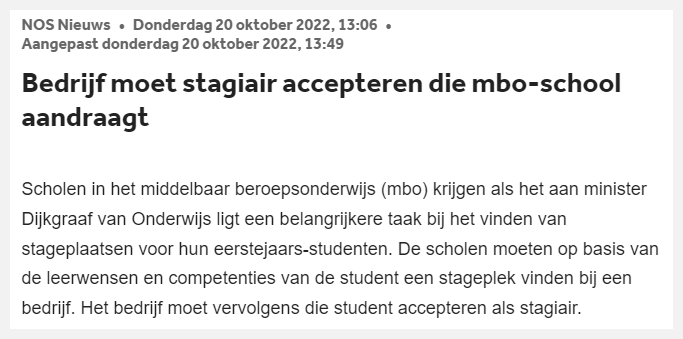 NOS Nieuws • Donderdag 20 oktober 2022, 13:06 •
Aangepast donderdag 20 oktober 2022, 13:49
Bedrijf moet stagiair accepteren die mbo-school
aandraagt
Scholen in het middelbaar beroepsonderwijs (mbo) krijgen als het aan minister
Dijkgraaf van Onderwijs ligt een belangrijkere taak bij het vinden van
stageplaatsen voor hun eerstejaars-studenten. De scholen moeten op basis van
de leerwensen en competenties van de student een stageplek vinden bij een
bedrijf. Het bedrijf moet vervolgens die student accepteren als stagiair.